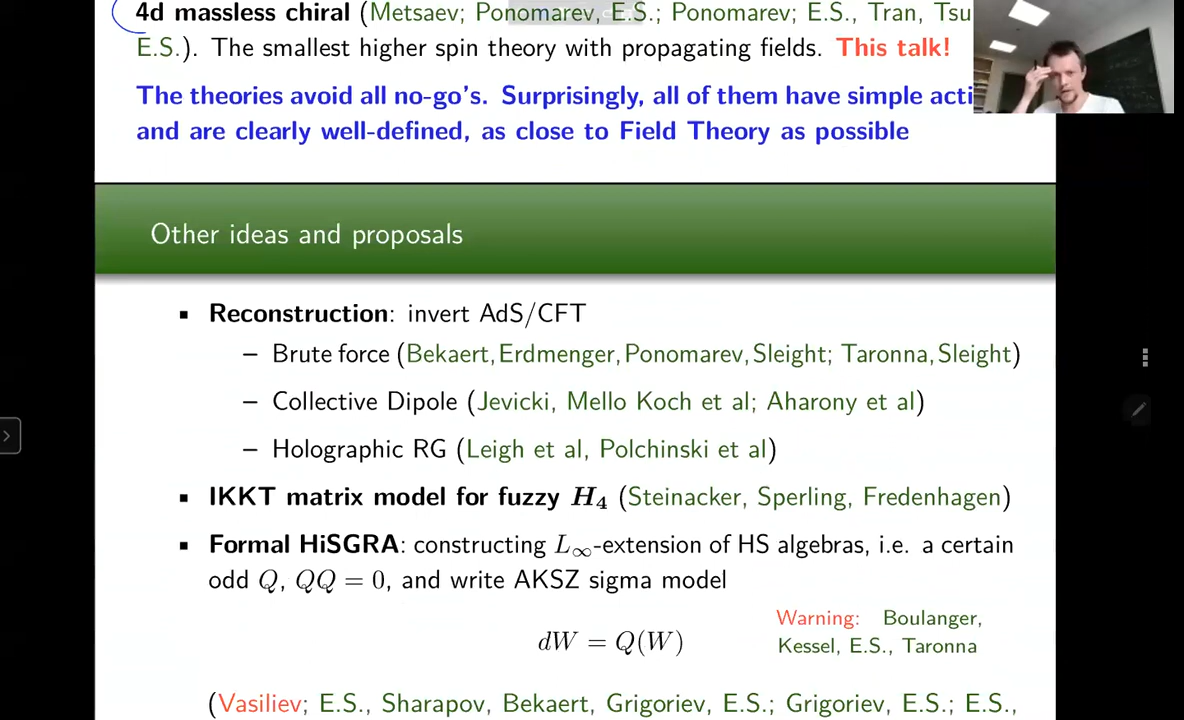 4d massless chiral (Metsaev; Ponomarev, E.S.; Ponomarev; E.S., Tran, Tsu
E.S.). The smallest higher spin theory with propagating fields. This talk!
The theories avoid all no-go's. Surprisingly, all of them have simple acti
and are clearly well-defined, as close to Field Theory as possible
Other ideas and proposals
▪ Reconstruction: invert AdS/CFT
– Brute force (Bekaert, Erdmenger, Ponomarev, Sleight; Taronna, Sleight)
– Collective Dipole (Jevicki, Mello Koch et al; Aharony et al)
– Holographic RG (Leigh et al, Polchinski et al)
▪ IKKT matrix model for fuzzy H₄ (Steinacker, Sperling, Fredenhagen)
▪ Formal HiSGRA: constructing L∞-extension of HS algebras, i.e. a certain
odd Q, QQ = 0, and write AKSZ sigma model
dW = Q(W)
Warning: Boulanger,
Kessel, E.S., Taronna
(Vasiliev; E.S., Sharapov, Bekaert, Grigoriev, E.S.; Grigoriev, E.S.; E.S.,